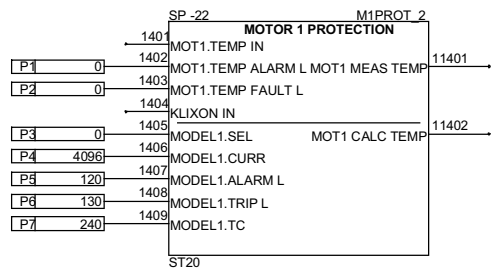 SP -22 M1PROT_2
MOTOR 1 PROTECTION
1401 MOT1.TEMP IN
P1 0 1402 MOT1.TEMP ALARM L MOT1 MEAS TEMP 11401
P2 0 1403 MOT1.TEMP FAULT L
1404 KLIXON IN
P3 0 1405 MODEL1.SEL MOT1 CALC TEMP 11402
P4 4096 1406 MODEL1.CURR
P5 120 1407 MODEL1.ALARM L
P6 130 1408 MODEL1.TRIP L
P7 240 1409 MODEL1.TC
ST20